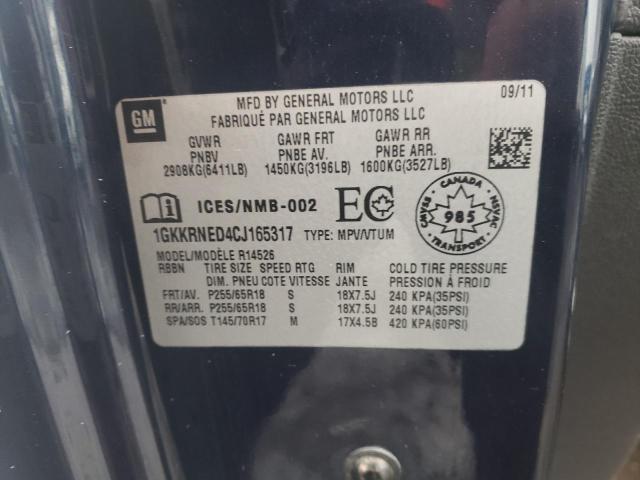 GM
MFD BY GENERAL MOTORS LLC 09/11
FABRIQUÉ PAR GENERAL MOTORS LLC
GVWR GAWR FRT GAWR RR
PNBV PNBE AV. PNBE ARR.
2908KG(6411LB) 1450KG(3196LB) 1600KG(3527LB)
i ICES/NMB-002 EC CANADA 985 CMVSS NSVAC
1GKKRNED4CJ165317 TYPE: MPV/VTUM
MODEL/MODÈLE R14526
RBBN TIRE SIZE SPEED RTG RIM COLD TIRE PRESSURE
DIM. PNEU COTE VITESSE JANTE PRESSION À FROID
FRT/AV. P255/65R18 S 18X7.5J 240 KPA(35PSI)
RR/ARR. P255/65R18 S 18X7.5J 240 KPA(35PSI)
SPA/SOS T145/70R17 M 17X4.5B 420 KPA(60PSI)